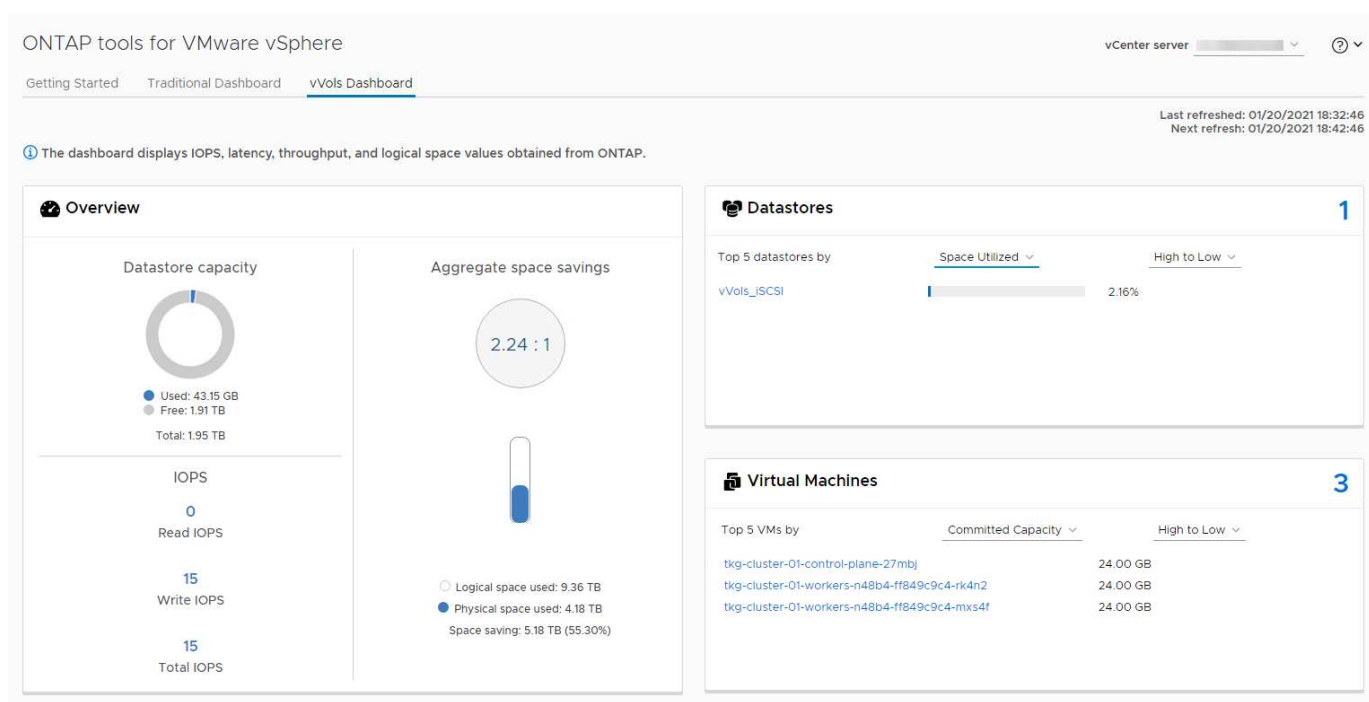 ONTAP tools for VMware vSphere
vCenter server
Getting Started Traditional Dashboard vVols Dashboard
Last refreshed: 01/20/2021 18:32:46
Next refresh: 01/20/2021 18:42:46
The dashboard displays IOPS, latency, throughput, and logical space values obtained from ONTAP.
Overview
Datastore capacity
Used: 43.15 GB
Free: 1.91 TB
Total: 1.95 TB
IOPS
0
Read IOPS
15
Write IOPS
15
Total IOPS
Aggregate space savings
2.24 : 1
Logical space used: 9.36 TB
Physical space used: 4.18 TB
Space saving: 5.18 TB (55.30%)
Datastores 1
Top 5 datastores by Space Utilized High to Low
vVols_iSCSI 2.16%
Virtual Machines 3
Top 5 VMs by Committed Capacity High to Low
tkg-cluster-01-control-plane-27mbj 24.00 GB
tkg-cluster-01-workers-n48b4-ff849c9c4-rk4n2 24.00 GB
tkg-cluster-01-workers-n48b4-ff849c9c4-mxs4f 24.00 GB